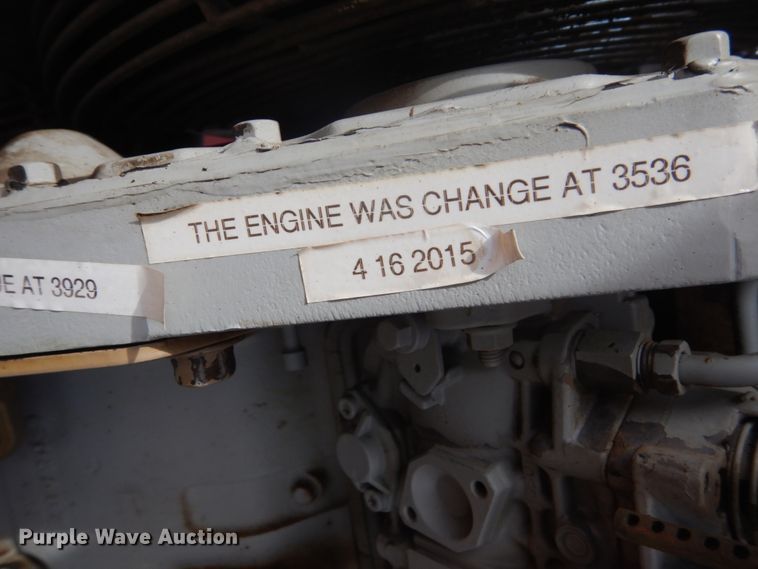 THE ENGINE WAS CHANGE AT 3536
4 16 2015
AT 3929
Purple Wave Auction